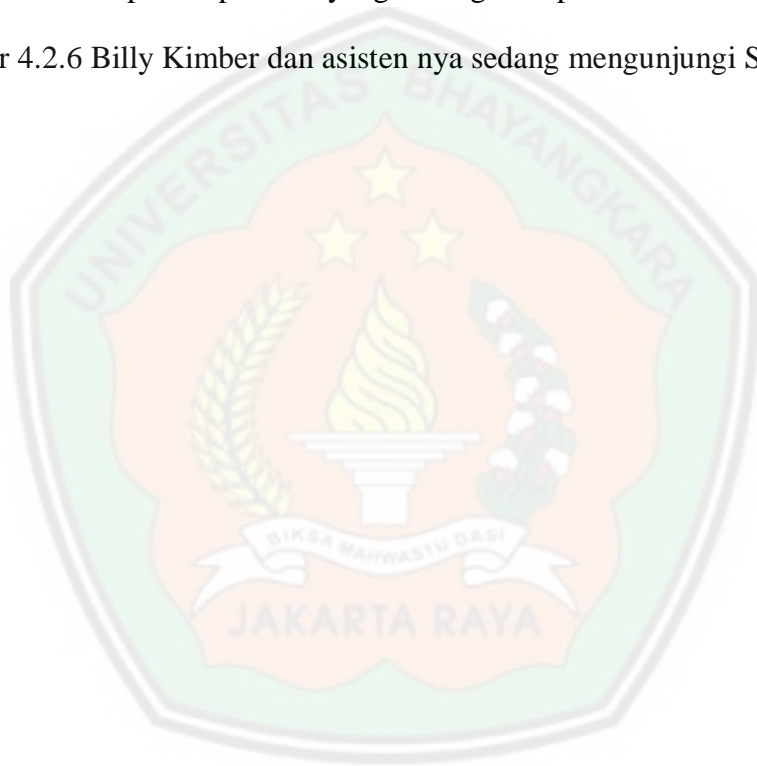 r 4.2.6 Billy Kimber dan asisten nya sedang mengunjungi S
UNIVERSITAS BHAYANGKARA
BIKSA MAHWASTU DASI
JAKARTA RAYA